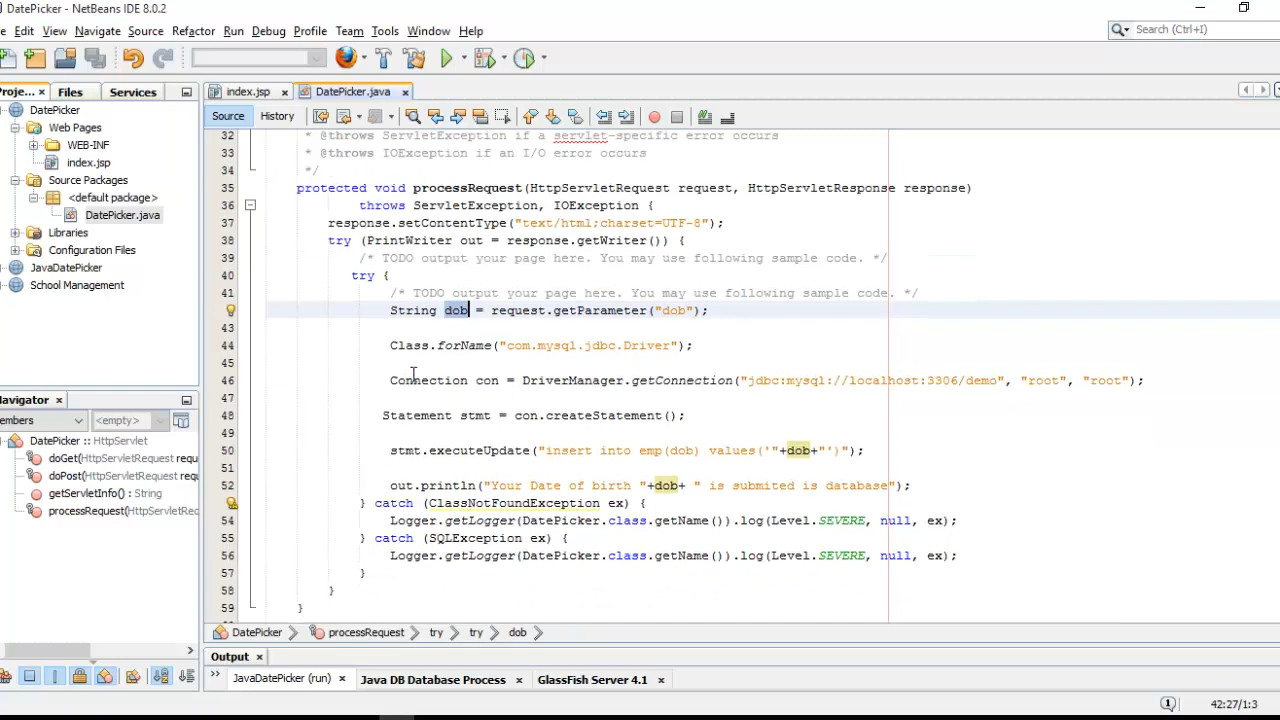 DatePicker - NetBeans IDE 8.0.2
e Edit View Navigate Source Refactor Run Debug Profile Team Tools Window Help
Search (Ctrl+I)
Proje... × Files Services
index.jsp × DatePicker.java ×
Source History
DatePicker
Web Pages
WEB-INF
index.jsp
Source Packages
<default package>
DatePicker.java
Libraries
Configuration Files
JavaDatePicker
School Management
32 * @throws ServletException if a servlet-specific error occurs
33 * @throws IOException if an I/O error occurs
34 */
35 protected void processRequest(HttpServletRequest request, HttpServletResponse response)
36 throws ServletException, IOException {
37 response.setContentType("text/html;charset=UTF-8");
38 try (PrintWriter out = response.getWriter()) {
39 /* TODO output your page here. You may use following sample code. */
40 try {
41 /* TODO output your page here. You may use following sample code. */
String dob = request.getParameter("dob");
43
44 Class.forName("com.mysql.jdbc.Driver");
45
46 Connection con = DriverManager.getConnection("jdbc:mysql://localhost:3306/demo", "root", "root");
47
48 Statement stmt = con.createStatement();
49
50 stmt.executeUpdate("insert into emp(dob) values('"+dob+"')");
51
52 out.println("Your Date of birth "+dob+ " is submited is database");
} catch (ClassNotFoundException ex) {
54 Logger.getLogger(DatePicker.class.getName()).log(Level.SEVERE, null, ex);
55 } catch (SQLException ex) {
56 Logger.getLogger(DatePicker.class.getName()).log(Level.SEVERE, null, ex);
57 }
58 }
59 }
avigator ×
embers <empty>
DatePicker :: HttpServlet
doGet(HttpServletRequest requ
doPost(HttpServletRequest req
getServletInfo() : String
processRequest(HttpServletReq
DatePicker processRequest try try dob
Output ×
JavaDatePicker (run) × Java DB Database Process × GlassFish Server 4.1 ×
1 42:27/1:3